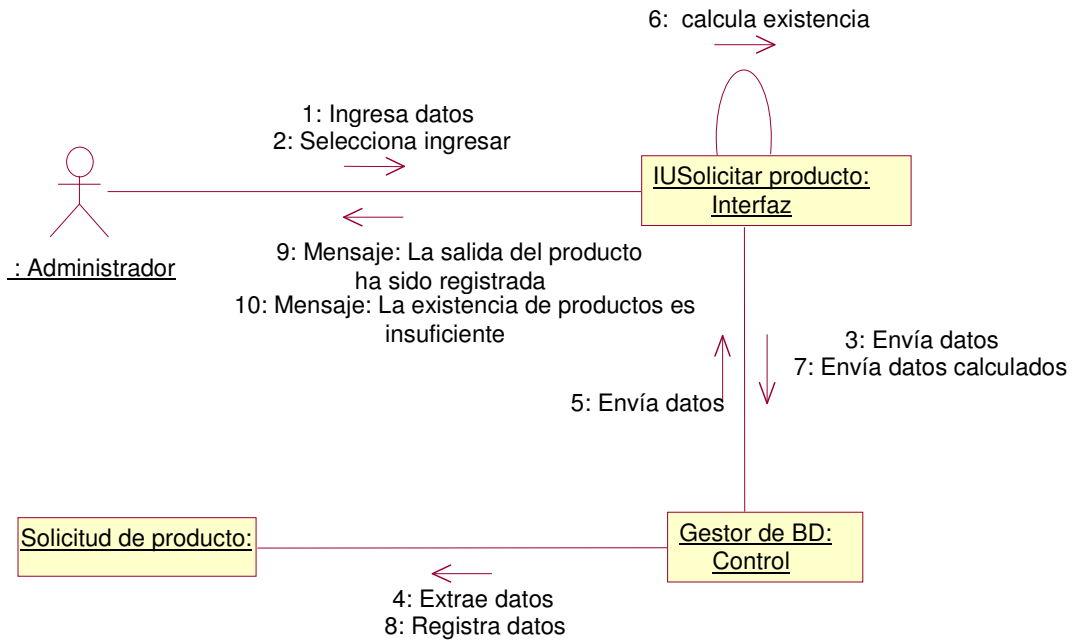 6: calcula existencia
1: Ingresa datos
2: Selecciona ingresar
IUSolicitar producto:
Interfaz
: Administrador
9: Mensaje: La salida del producto
ha sido registrada
10: Mensaje: La existencia de productos es
insuficiente
3: Envía datos
7: Envía datos calculados
5: Envía datos
Solicitud de producto:
Gestor de BD:
Control
4: Extrae datos
8: Registra datos